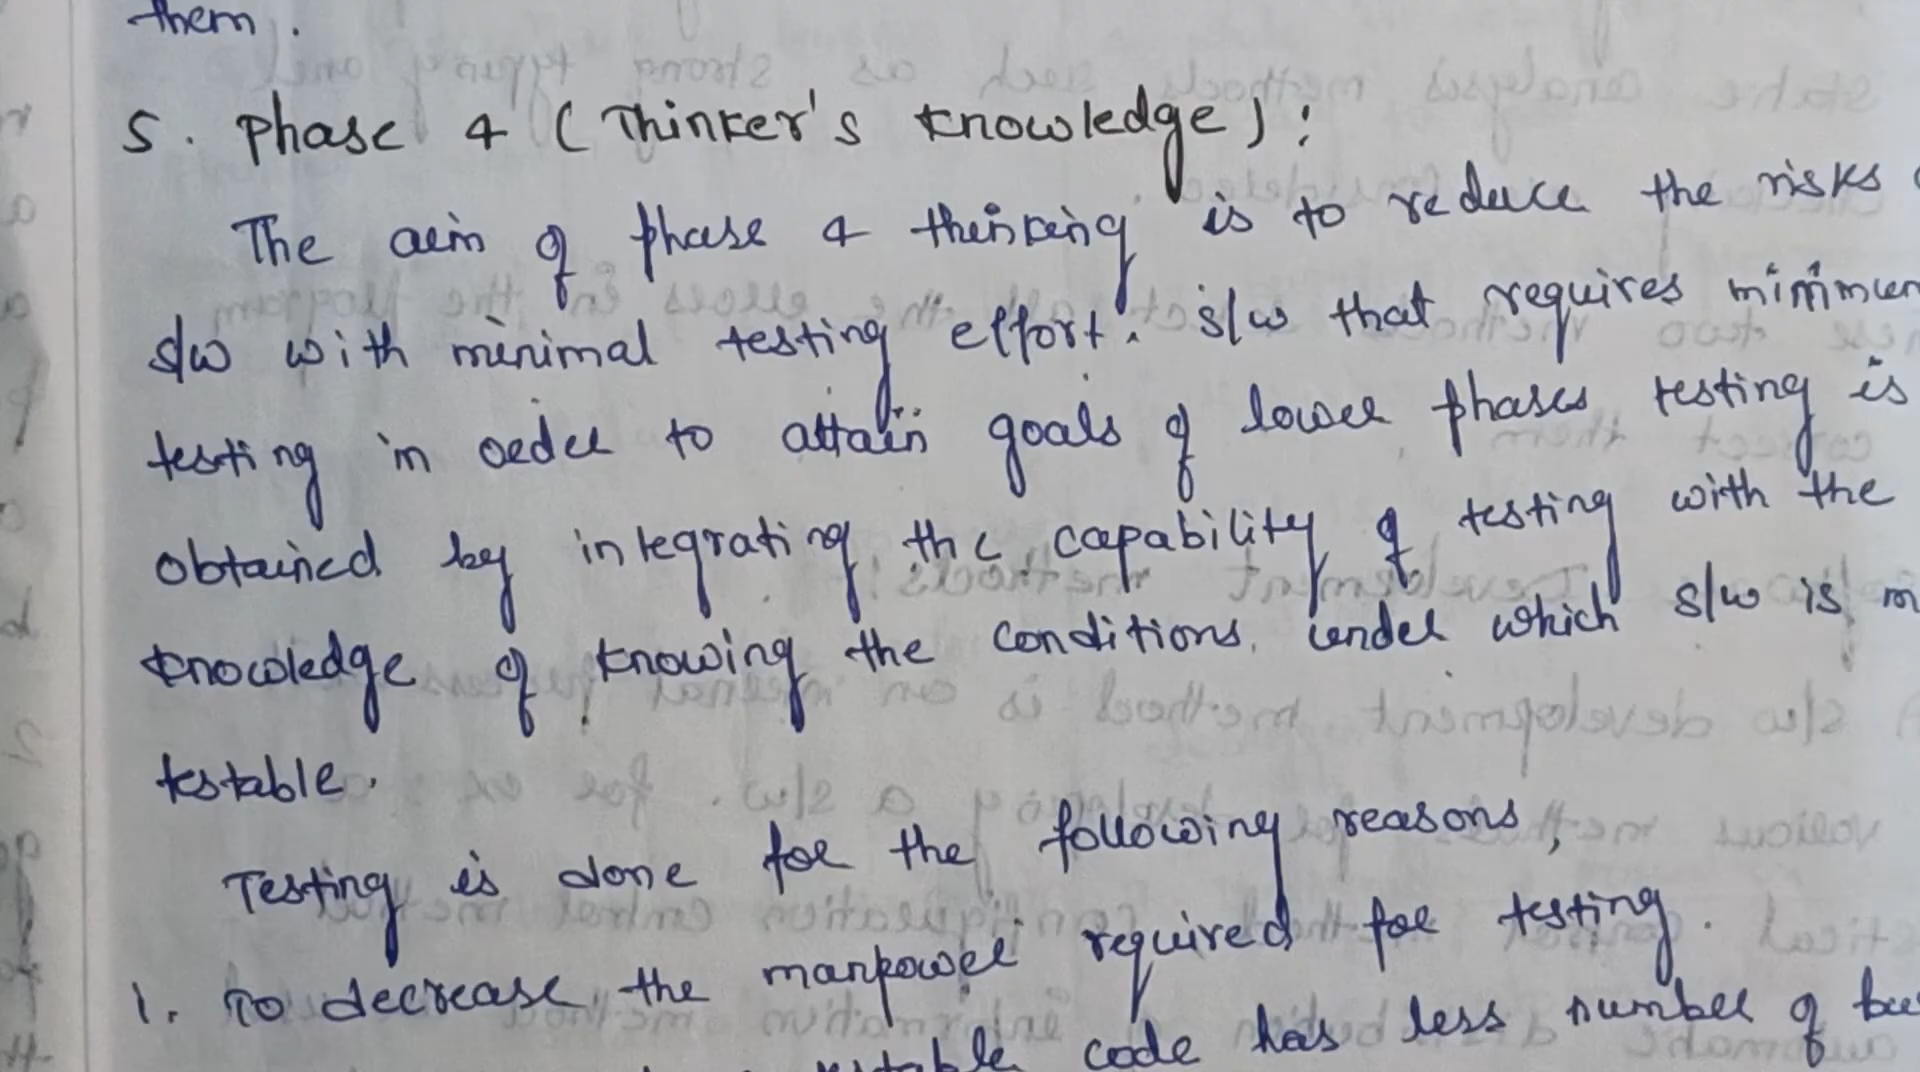 them.
5. Phase 4 (Thinker's knowledge):
The aim of phase 4 thinking is to reduce the risks
s/w with minimal testing effort. s/w that requires
testing in order to attain goals of lower phases testing is
obtained by integrating the capability of testing with the
knowledge of knowing the conditions, under which s/w is
testable.
Testing is done for the following reasons,
1. To decrease the manpower required for testing.
testable code has less number of